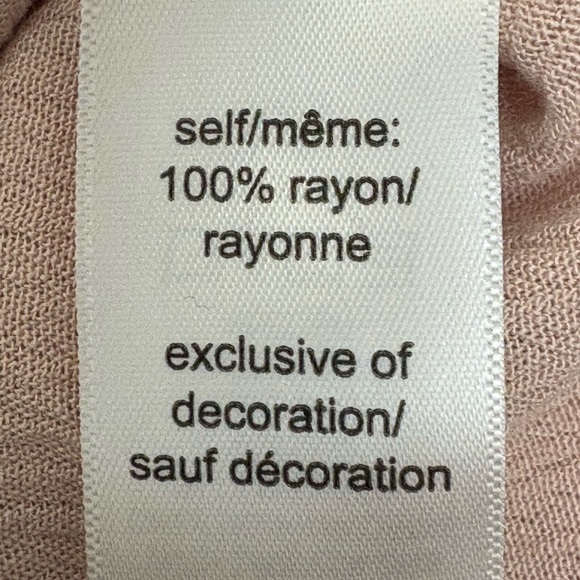 self/même:
100% rayon/
rayonne
exclusive of
decoration/
sauf décoration